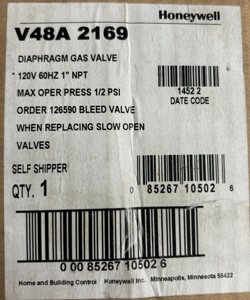 Honeywell
V48A 2169
DIAPHRAGM GAS VALVE
* 120V 60HZ 1" NPT
MAX OPER PRESS 1/2 PSI
1452 2
DATE CODE
ORDER 126590 BLEED VALVE
WHEN REPLACING SLOW OPEN
VALVES
SELF SHIPPER
QTY. 1
0 85267 10502 6
0 00 85267 10502 6
Home and Building Control Honeywell Inc. Minneapolis, Minnesota 55422